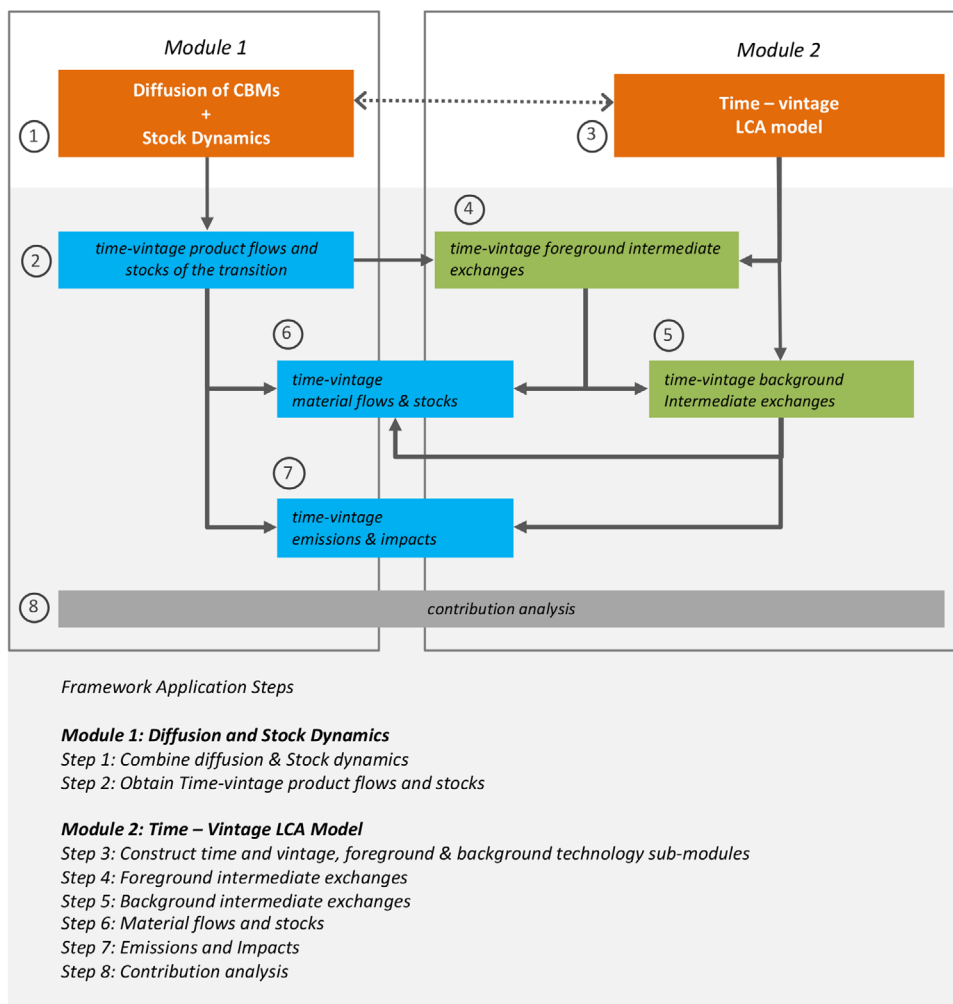 Module 1
Module 2
Diffusion of CBMs
+
Stock Dynamics
1
Time – vintage
LCA model
3
4
2
time-vintage product flows and
stocks of the transition
time-vintage foreground intermediate
exchanges
6
5
time-vintage
material flows & stocks
time-vintage background
Intermediate exchanges
7
time-vintage
emissions & impacts
8
contribution analysis
Framework Application Steps
Module 1: Diffusion and Stock Dynamics
Step 1: Combine diffusion & Stock dynamics
Step 2: Obtain Time-vintage product flows and stocks
Module 2: Time – Vintage LCA Model
Step 3: Construct time and vintage, foreground & background technology sub-modules
Step 4: Foreground intermediate exchanges
Step 5: Background intermediate exchanges
Step 6: Material flows and stocks
Step 7: Emissions and Impacts
Step 8: Contribution analysis